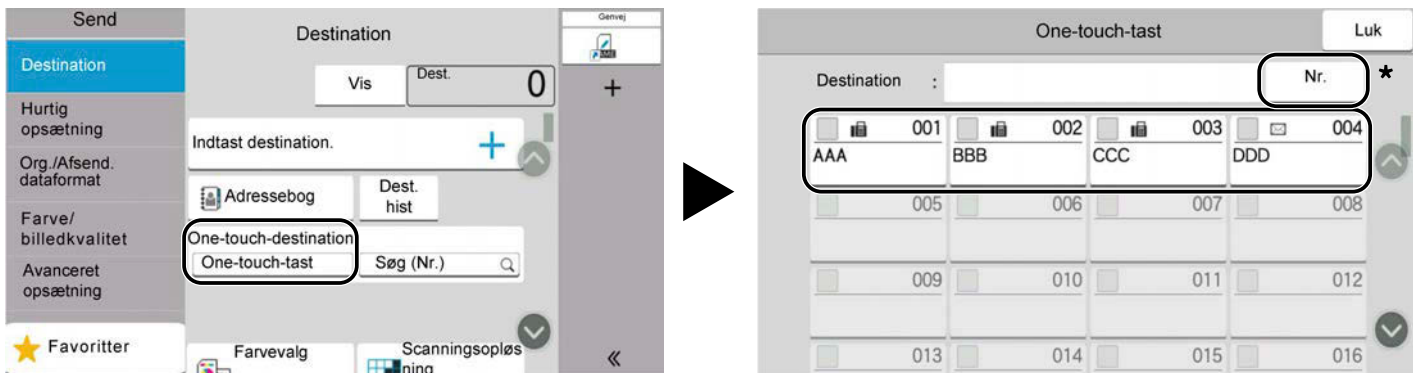 Send
Destination
Hurtig
opsætning
Org./Afsend.
dataformat
Farve/
billedkvalitet
Avanceret
opsætning
Favoritter
Destination
Vis
Dest.
0
Indtast destination.
Adressebog
Dest.
hist
One-touch-destination
One-touch-tast
Søg (Nr.)
Farvevalg
Scanningsopløs
ning
Genvej
+
«
One-touch-tast
Luk
Destination :
Nr. *
001 002 003 004
AAA BBB CCC DDD
005 006 007 008
009 010 011 012
013 014 015 016